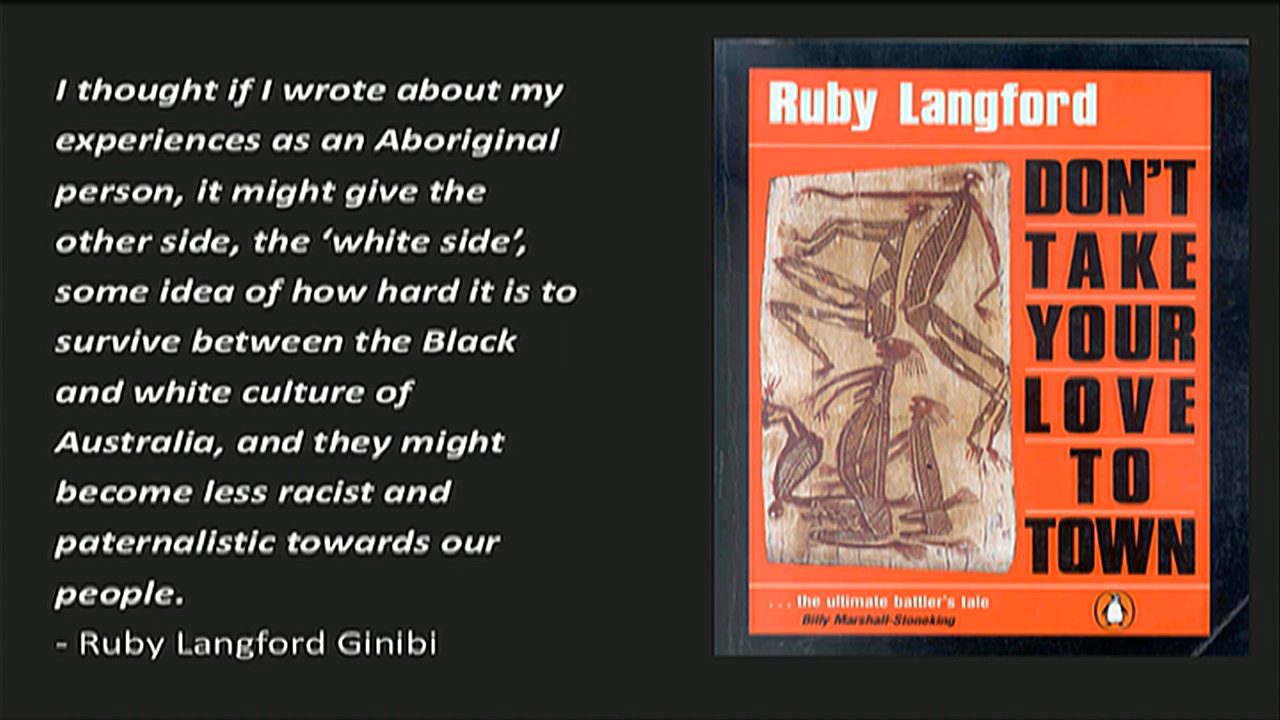 I thought if I wrote about my
experiences as an Aboriginal
person, it might give the
other side, the ‘white side’,
some idea of how hard it is to
survive between the Black
and white culture of
Australia, and they might
become less racist and
paternalistic towards our
people.
- Ruby Langford Ginibi
Ruby Langford
DON'T
TAKE
YOUR
LOVE
TO
TOWN
... the ultimate battler's tale
Billy Marshall-Stoneking